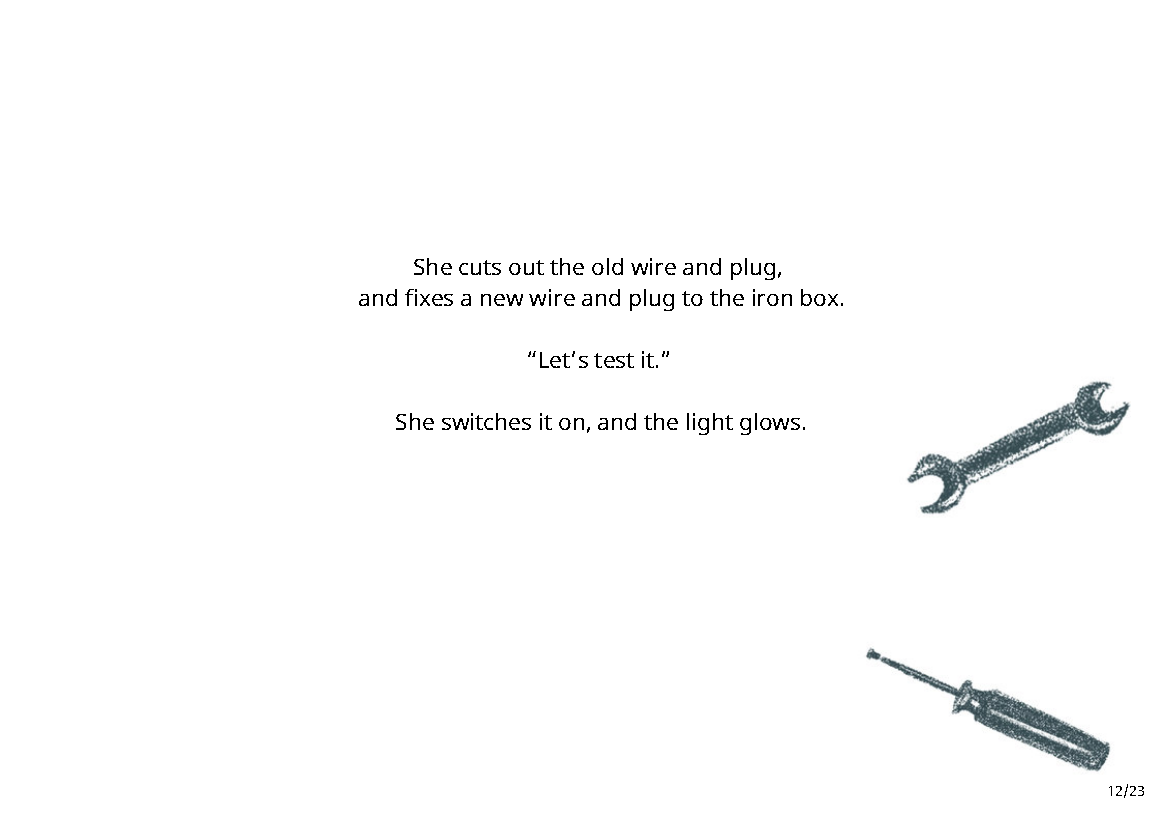 She cuts out the old wire and plug,
and fixes a new wire and plug to the iron box.
“Let’s test it.”
She switches it on, and the light glows.
12/23